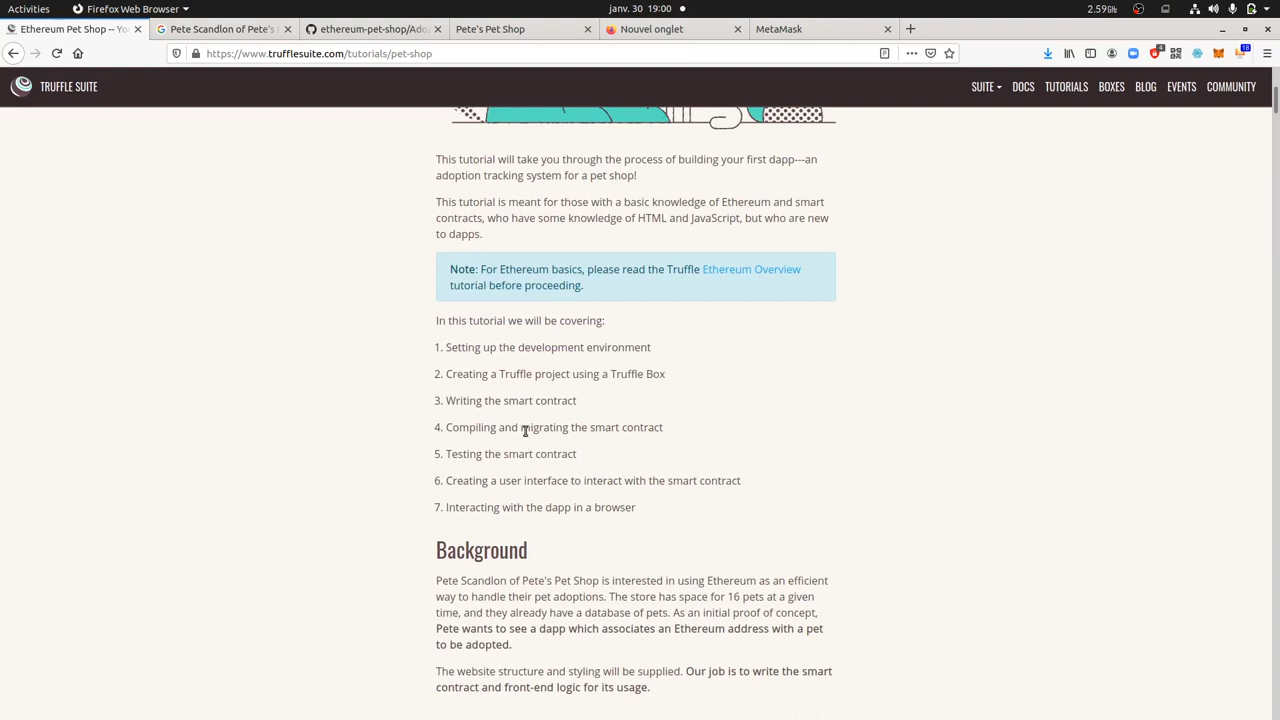 Activities
Firefox Web Browser
janv. 30 19:00
2.59GHz
Ethereum Pet Shop -- Yo
Pete Scandlon of Pete's
ethereum-pet-shop/Ado
Pete's Pet Shop
Nouvel onglet
MetaMask
https://www.trufflesuite.com/tutorials/pet-shop
4
18
TRUFFLE SUITE
SUITE
DOCS
TUTORIALS
BOXES
BLOG
EVENTS
COMMUNITY
This tutorial will take you through the process of building your first dapp---an
adoption tracking system for a pet shop!
This tutorial is meant for those with a basic knowledge of Ethereum and smart
contracts, who have some knowledge of HTML and JavaScript, but who are new
to dapps.
Note: For Ethereum basics, please read the Truffle Ethereum Overview
tutorial before proceeding.
In this tutorial we will be covering:
1. Setting up the development environment
2. Creating a Truffle project using a Truffle Box
3. Writing the smart contract
4. Compiling and migrating the smart contract
5. Testing the smart contract
6. Creating a user interface to interact with the smart contract
7. Interacting with the dapp in a browser
Background
Pete Scandlon of Pete's Pet Shop is interested in using Ethereum as an efficient
way to handle their pet adoptions. The store has space for 16 pets at a given
time, and they already have a database of pets. As an initial proof of concept,
Pete wants to see a dapp which associates an Ethereum address with a pet
to be adopted.
The website structure and styling will be supplied. Our job is to write the smart
contract and front-end logic for its usage.